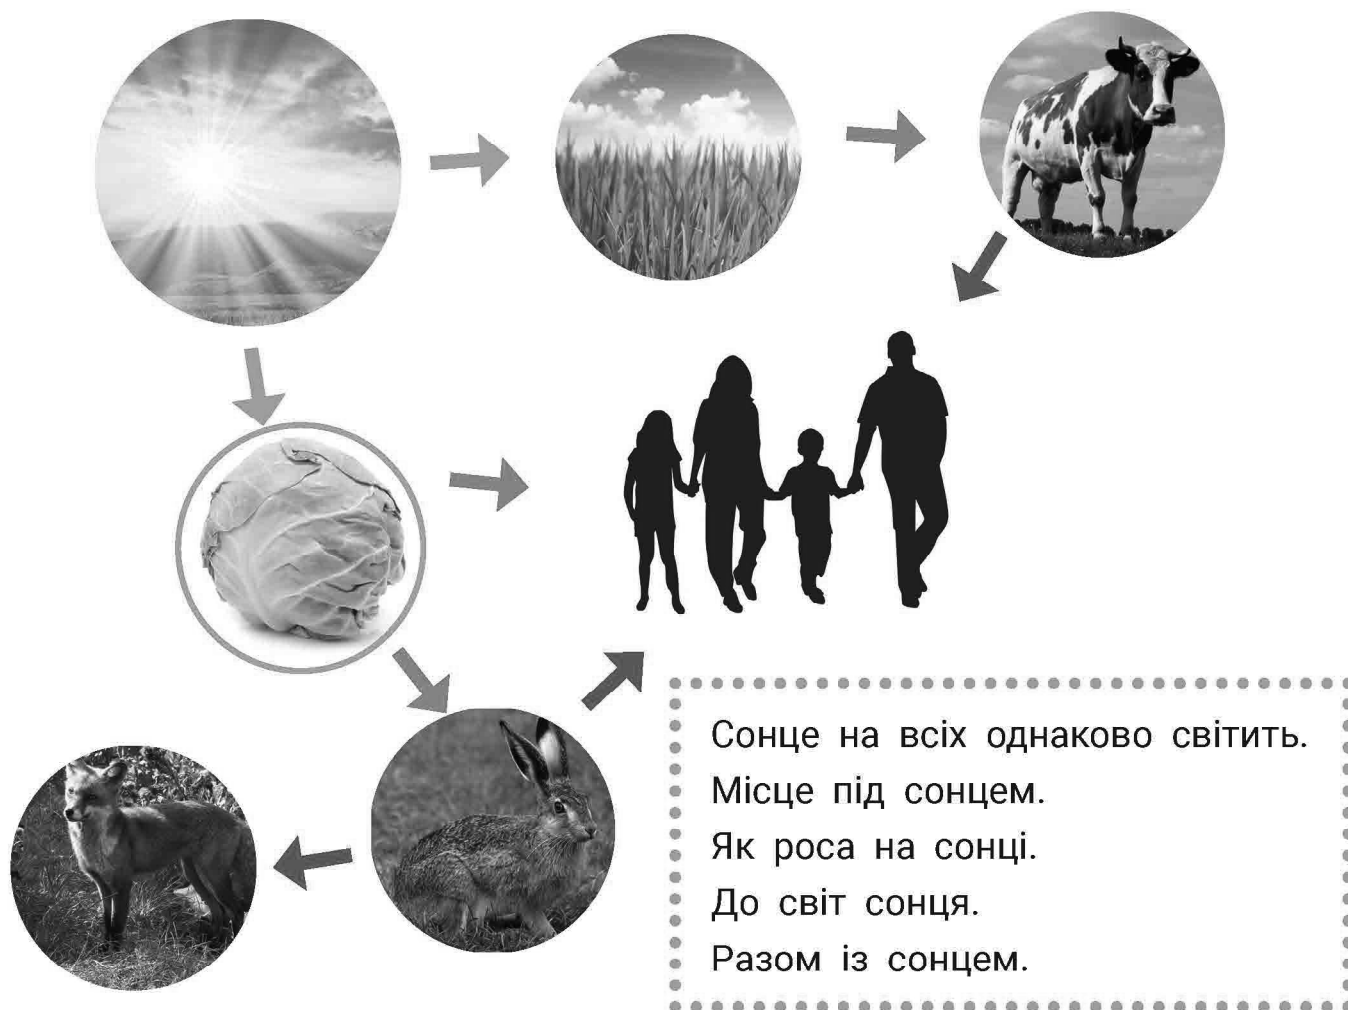 Сонце на всіх однаково світить.
Місце під сонцем.
Як роса на сонці.
До світ сонця.
Разом із сонцем.